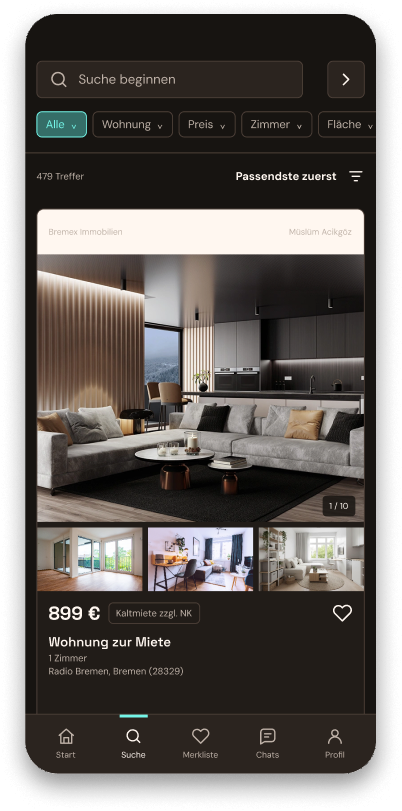 Suche beginnen
Alle Wohnung Preis Zimmer Fläche
479 Treffer Passendste zuerst
Bremex Immobilien Müslüm Acikgöz
1 / 10
899 € Kaltmiete zzgl. NK
Wohnung zur Miete
1 Zimmer
Radio Bremen, Bremen (28329)
Start Suche Merkliste Chats Profil